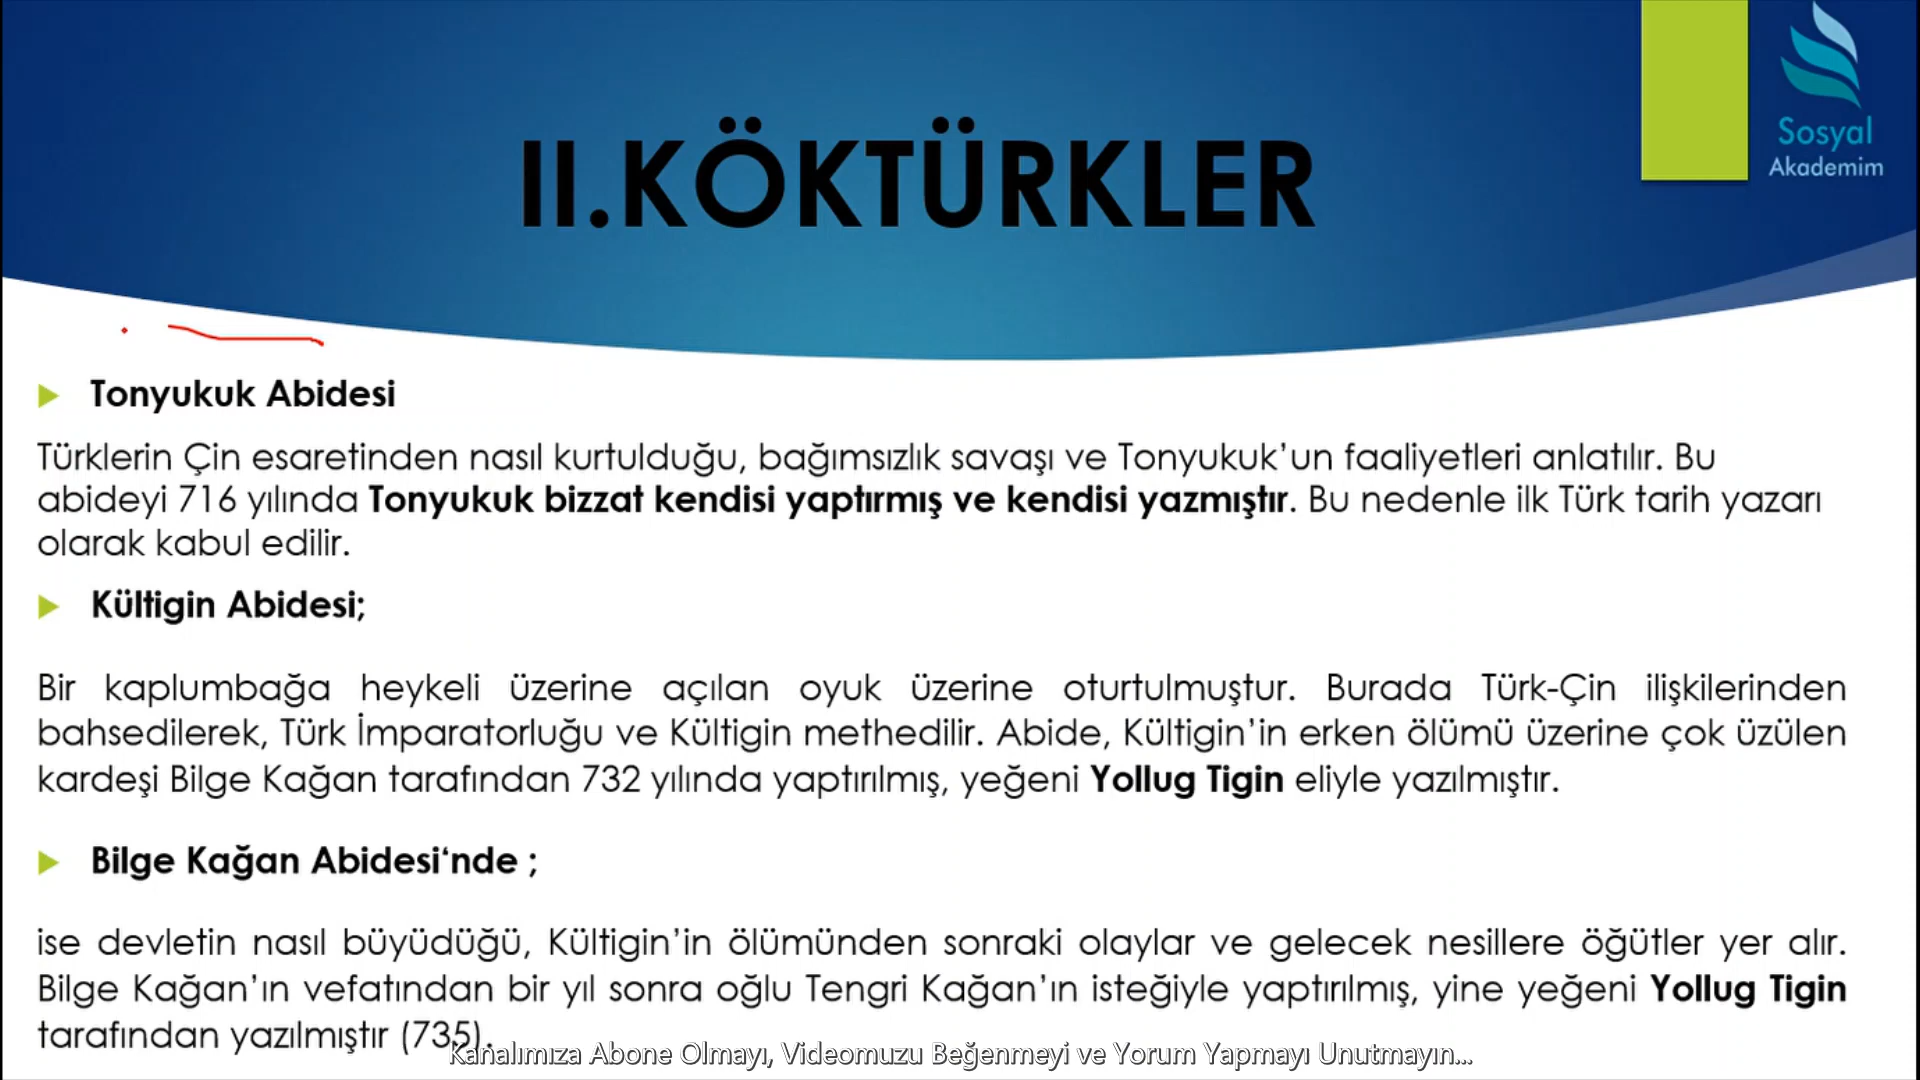 II.KÖKTÜRKLER
Sosyal
Akademim
Tonyukuk Abidesi
Türklerin Çin esaretinden nasıl kurtulduğu, bağımsızlık savaşı ve Tonyukuk’un faaliyetleri anlatılır. Bu
abideyi 716 yılında Tonyukuk bizzat kendisi yaptırmış ve kendisi yazmıştır. Bu nedenle ilk Türk tarih yazarı
olarak kabul edilir.
Kültigin Abidesi;
Bir kaplumbağa heykeli üzerine açılan oyuk üzerine oturtulmuştur. Burada Türk-Çin ilişkilerinden
bahsedilerek, Türk İmparatorluğu ve Kültigin methedilir. Abide, Kültigin’in erken ölümü üzerine çok üzülen
kardeşi Bilge Kağan tarafından 732 yılında yaptırılmış, yeğeni Yollug Tigin eliyle yazılmıştır.
Bilge Kağan Abidesi‘nde ;
ise devletin nasıl büyüdüğü, Kültigin’in ölümünden sonraki olaylar ve gelecek nesillere öğütler yer alır.
Bilge Kağan’ın vefatından bir yıl sonra oğlu Tengri Kağan’ın isteğiyle yaptırılmış, yine yeğeni Yollug Tigin
tarafından yazılmıştır (735).
Kanalımıza Abone Olmayı, Videomuzu Beğenmeyi ve Yorum Yapmayı Unutmayın...